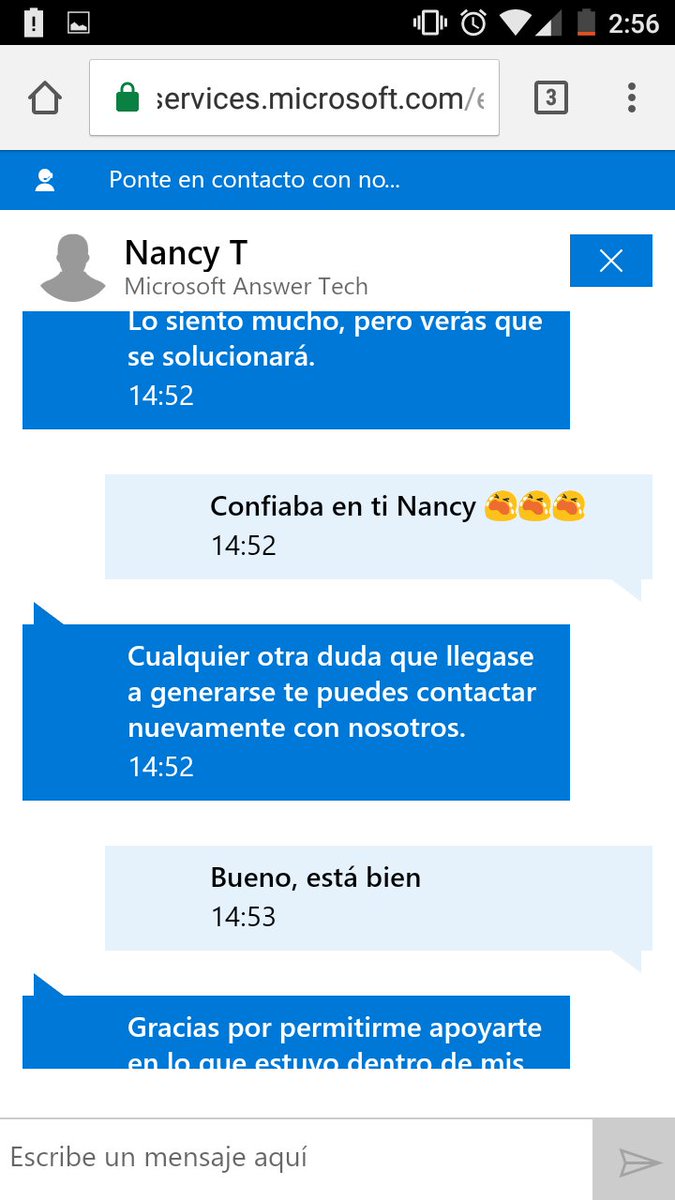 2:56
services.microsoft.com/e
3
Ponte en contacto con no...
Nancy T
Microsoft Answer Tech
Lo siento mucho, pero verás que
se solucionará.
14:52
Confiaba en ti Nancy 😭😭😭
14:52
Cualquier otra duda que llegase
a generarse te puedes contactar
nuevamente con nosotros.
14:52
Bueno, está bien
14:53
Gracias por permitirme apoyarte
en lo que estuvo dentro de mis
Escribe un mensaje aquí